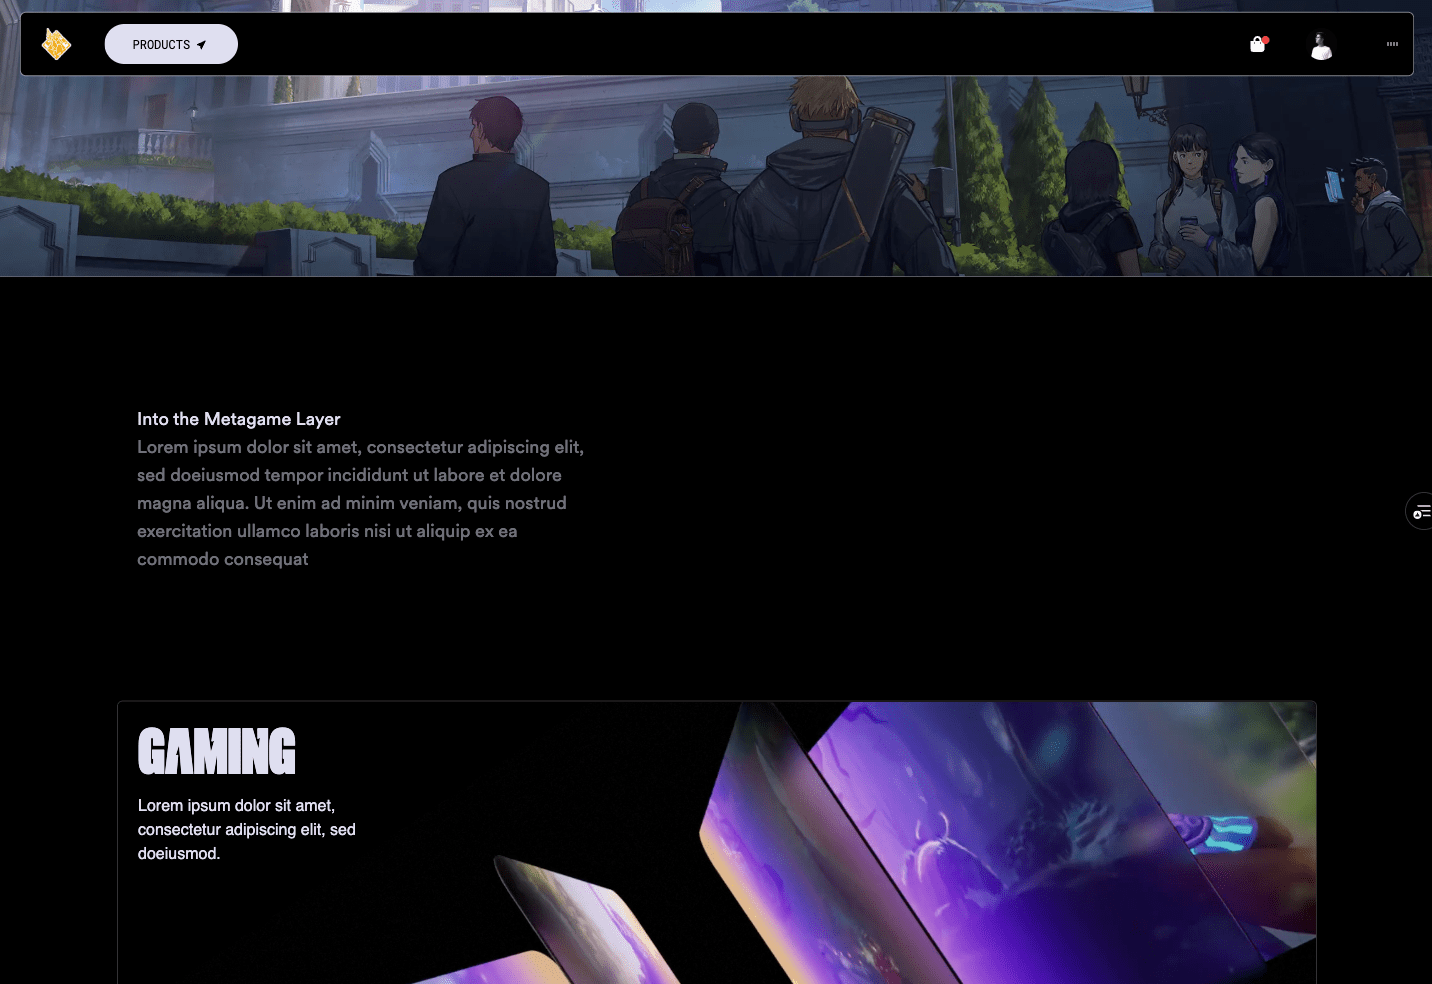 PRODUCTS
Into the Metagame Layer
Lorem ipsum dolor sit amet, consectetur adipiscing elit,
sed doeiusmod tempor incididunt ut labore et dolore
magna aliqua. Ut enim ad minim veniam, quis nostrud
exercitation ullamco laboris nisi ut aliquip ex ea
commodo consequat
GAMING
Lorem ipsum dolor sit amet,
consectetur adipiscing elit, sed
doeiusmod.